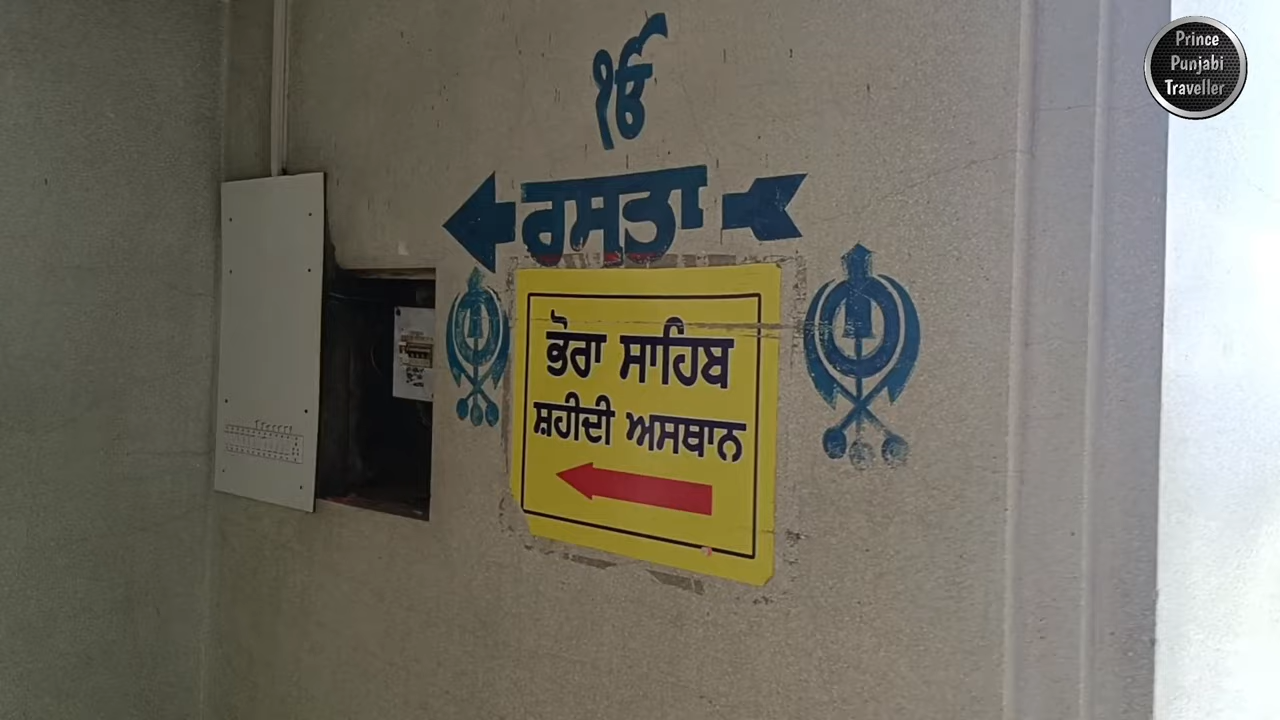 ੴ
ਰਸਤਾ
ਭੋਰਾ ਸਾਹਿਬ
ਸ਼ਹੀਦੀ ਅਸਥਾਨ
Prince
Punjabi
Traveller